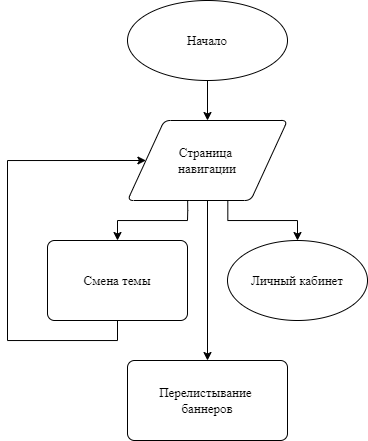 Начало
Страница
навигации
Смена темы
Личный кабинет
Перелистывание
баннеров